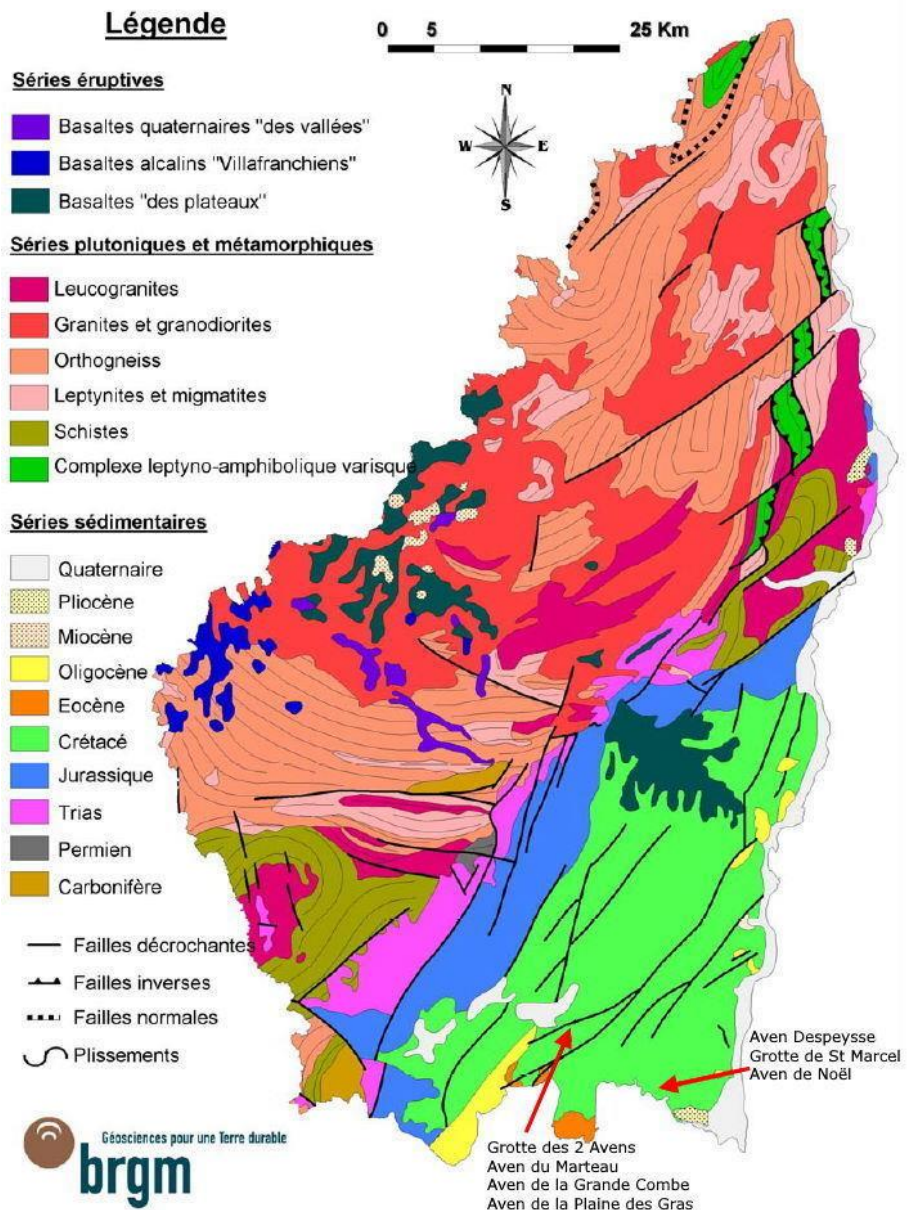 Légende
0 5 25 Km
Séries éruptives
Basaltes quaternaires "des vallées"
Basaltes alcalins "Villafranchiens"
Basaltes "des plateaux"
N
W E
S
Séries plutoniques et métamorphiques
Leucogranites
Granites et granodiorites
Orthogneiss
Leptynites et migmatites
Schistes
Complexe leptyno-amphibolique varisque
Séries sédimentaires
Quaternaire
Pliocène
Miocène
Oligocène
Eocène
Crétacé
Jurassique
Trias
Permien
Carbonifère
Failles décrochantes
Failles inverses
Failles normales
Plissements
Aven Despeysse
Grotte de St Marcel
Aven de Noël
Grotte des 2 Avens
Aven du Marteau
Aven de la Grande Combe
Aven de la Plaine des Gras
Géosciences pour une Terre durable
brgm